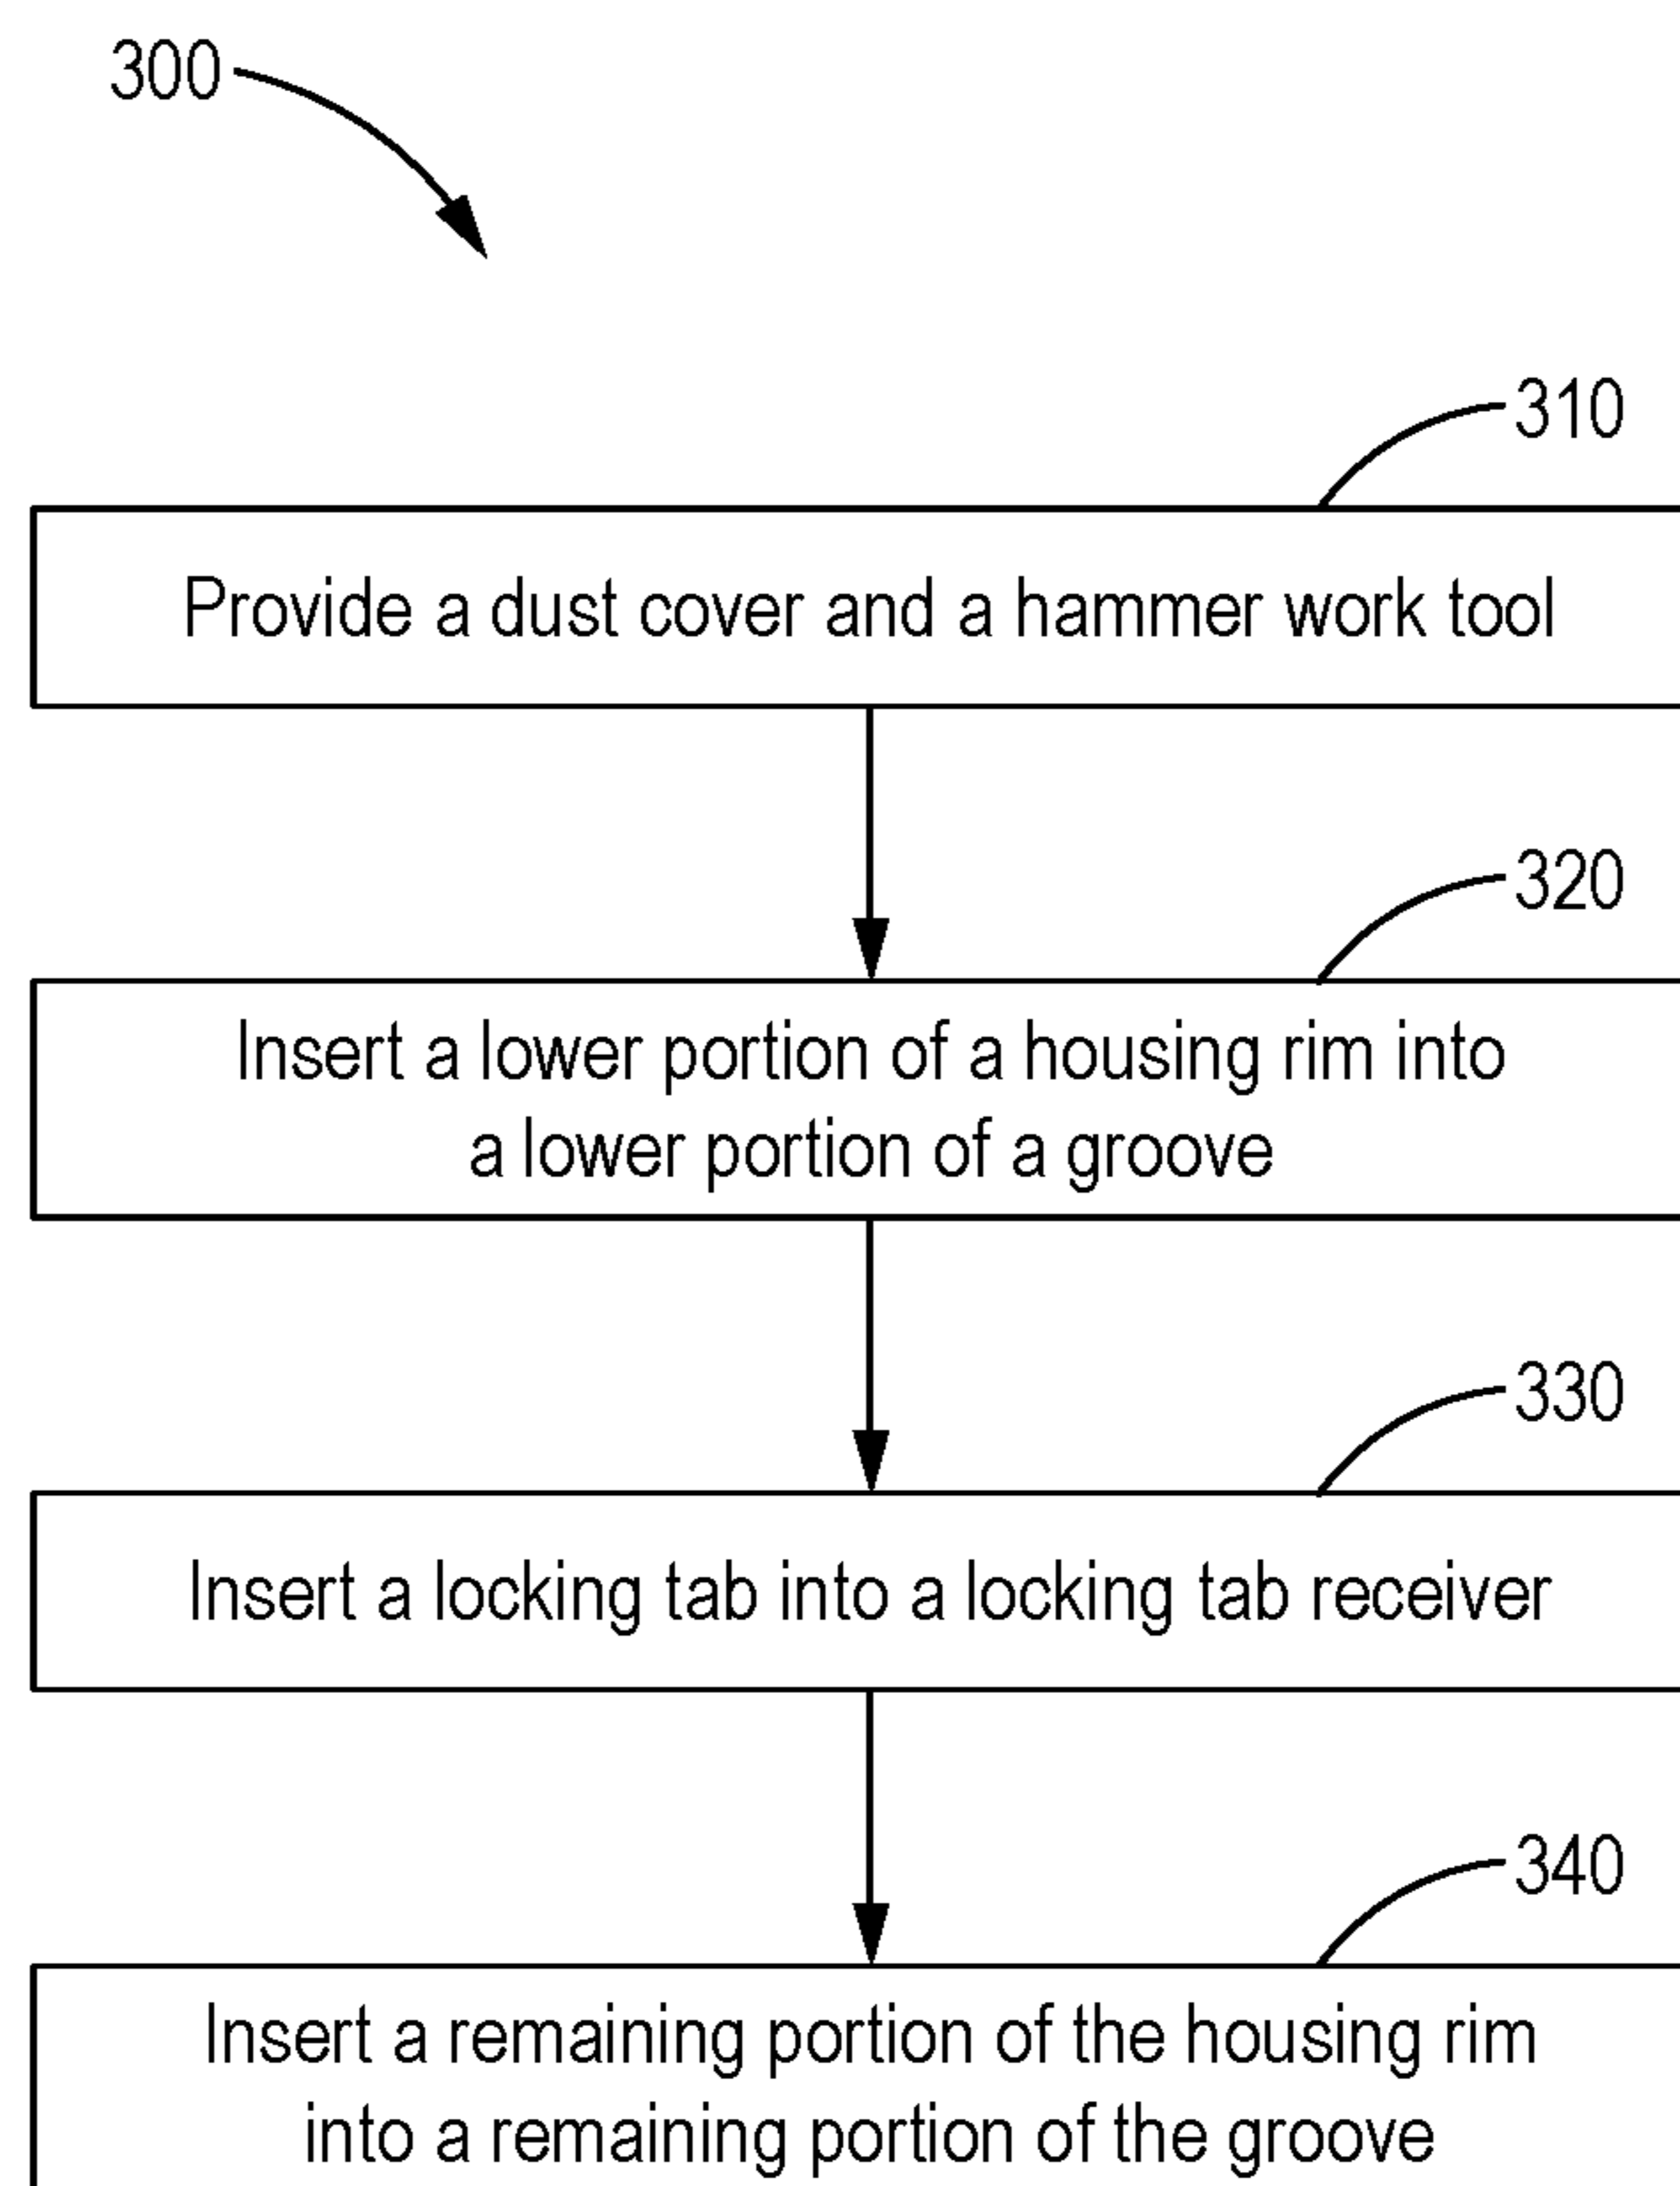 300
310
Provide a dust cover and a hammer work tool
320
Insert a lower portion of a housing rim into
a lower portion of a groove
330
Insert a locking tab into a locking tab receiver
340
Insert a remaining portion of the housing rim
into a remaining portion of the groove